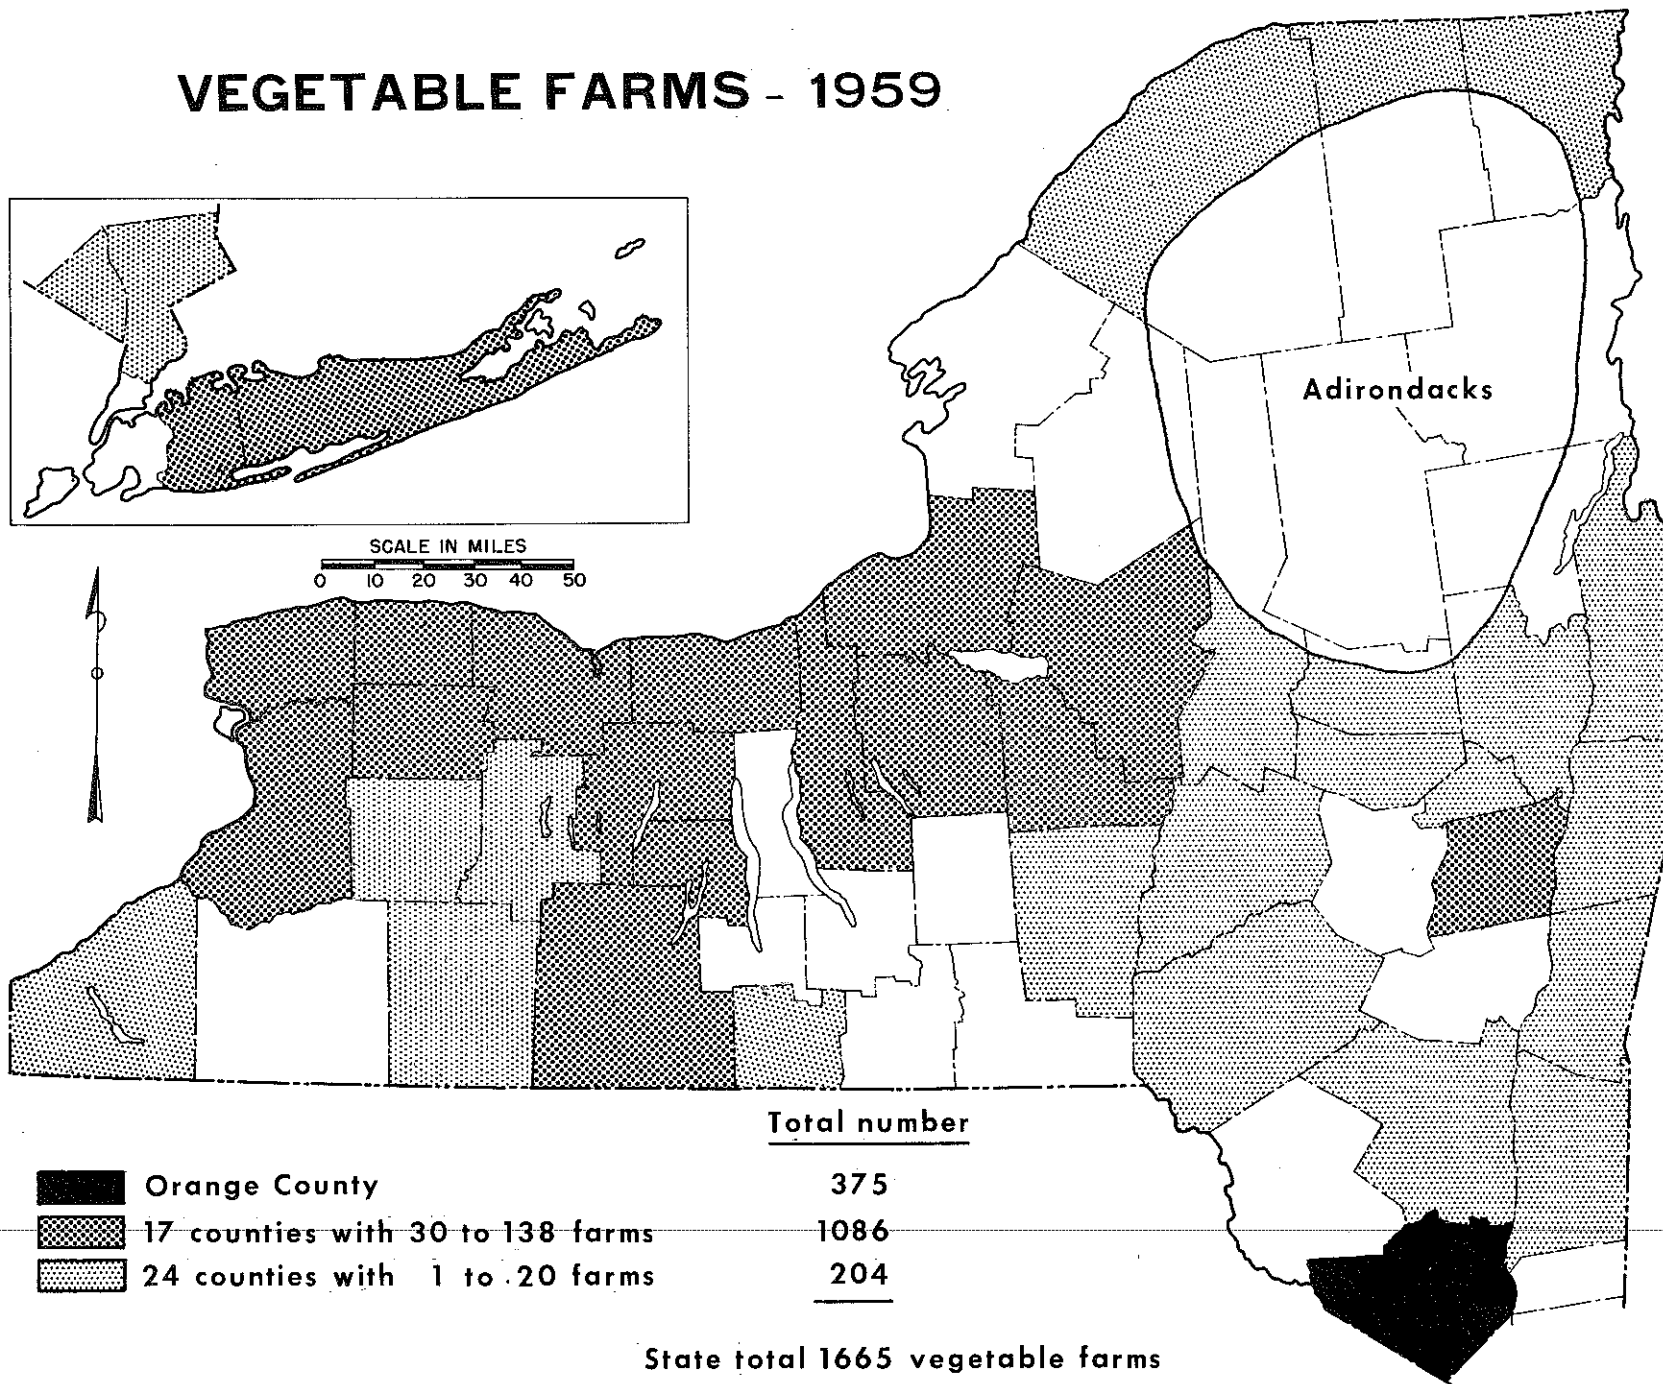 VEGETABLE FARMS - 1959
Adirondacks
SCALE IN MILES
0 10 20 30 40 50
Total number
Orange County 375
17 counties with 30 to 138 farms 1086
24 counties with 1 to 20 farms 204
State total 1665 vegetable farms